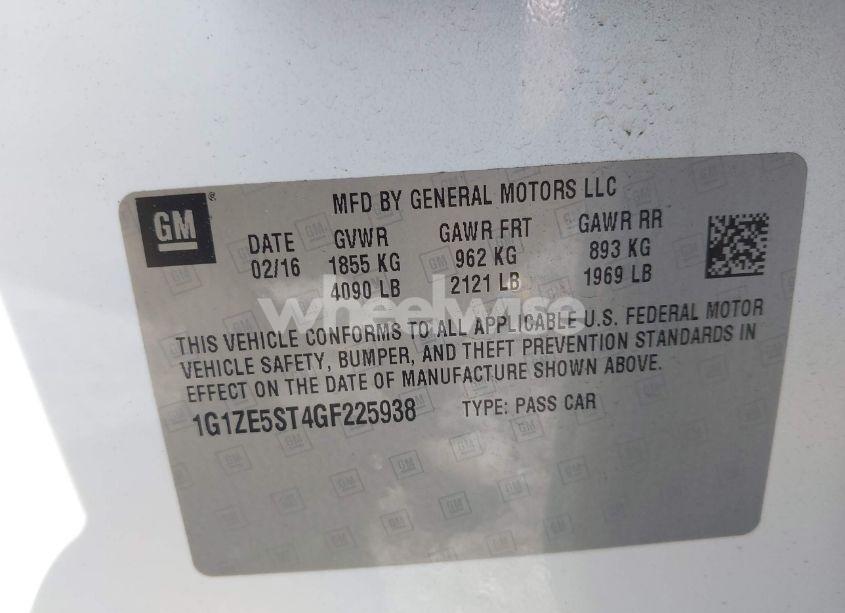 GM
MFD BY GENERAL MOTORS LLC
DATE GVWR GAWR FRT GAWR RR
02/16 1855 KG 962 KG 893 KG
4090 LB 2121 LB 1969 LB
wheelwise
THIS VEHICLE CONFORMS TO ALL APPLICABLE U.S. FEDERAL MOTOR
VEHICLE SAFETY, BUMPER, AND THEFT PREVENTION STANDARDS IN
EFFECT ON THE DATE OF MANUFACTURE SHOWN ABOVE.
1G1ZE5ST4GF225938 TYPE: PASS CAR